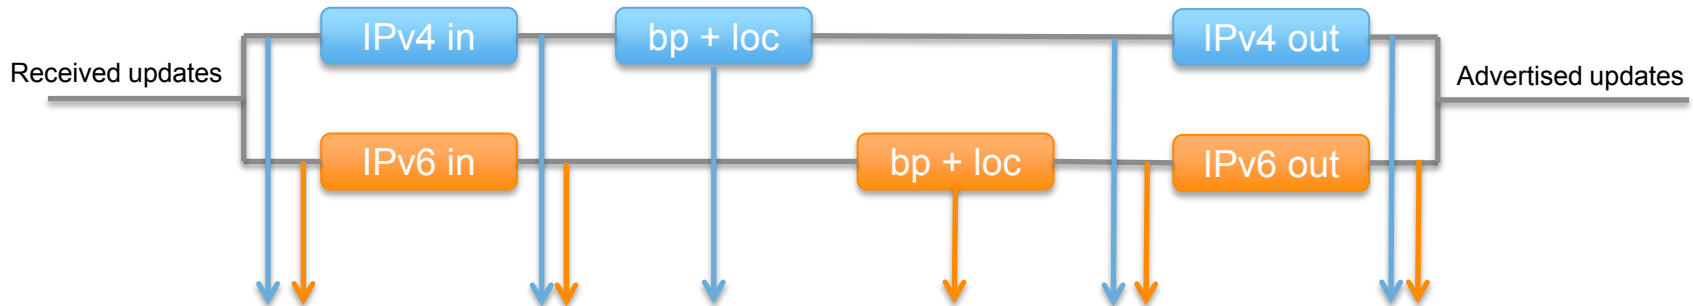 IPv4 in
bp + loc
IPv4 out
Received updates
Advertised updates
IPv6 in
bp + loc
IPv6 out